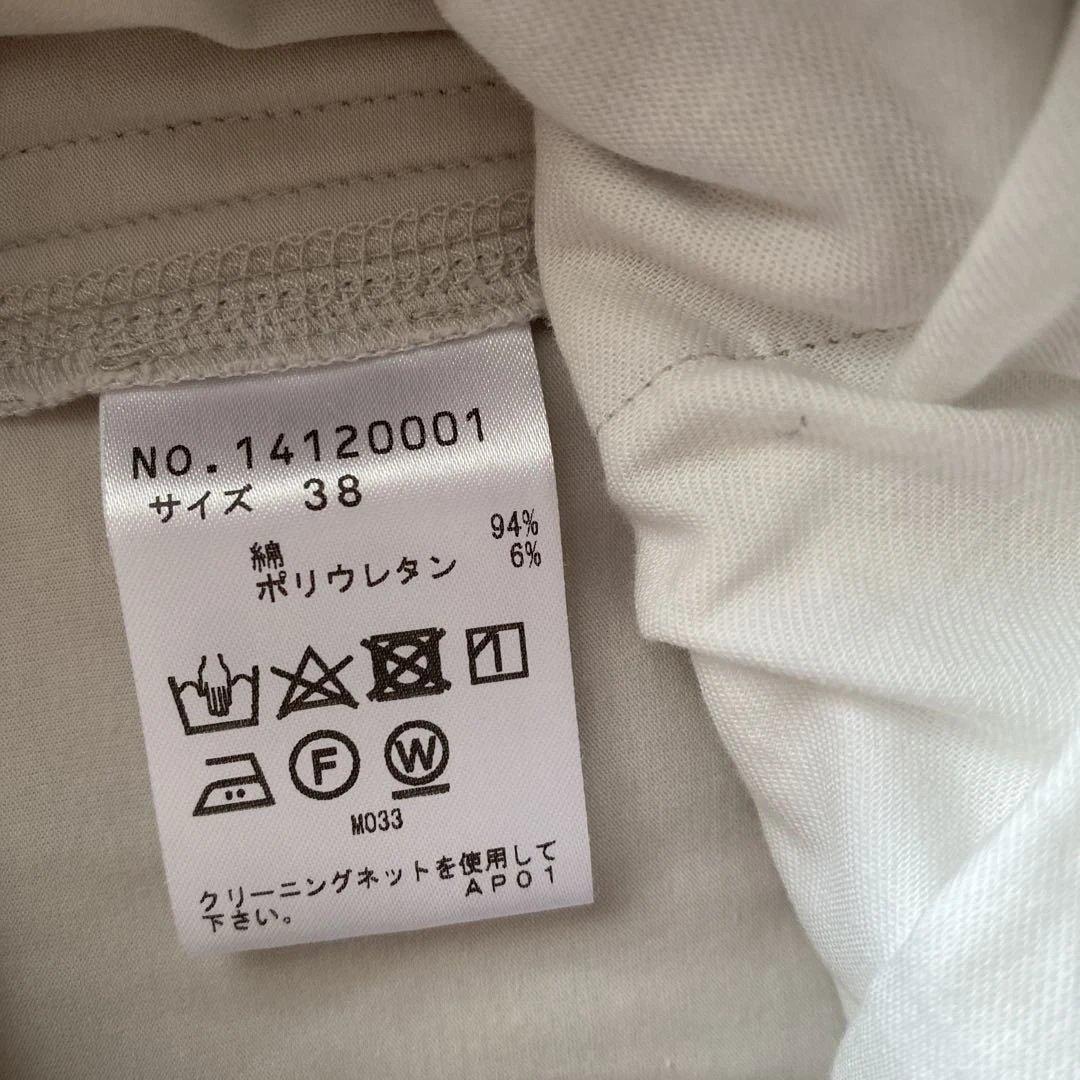 NO.14120001
サイズ 38
綿 94%
ポリウレタン 6%
F W
M033
クリーニングネットを使用して
下さい。 AP01